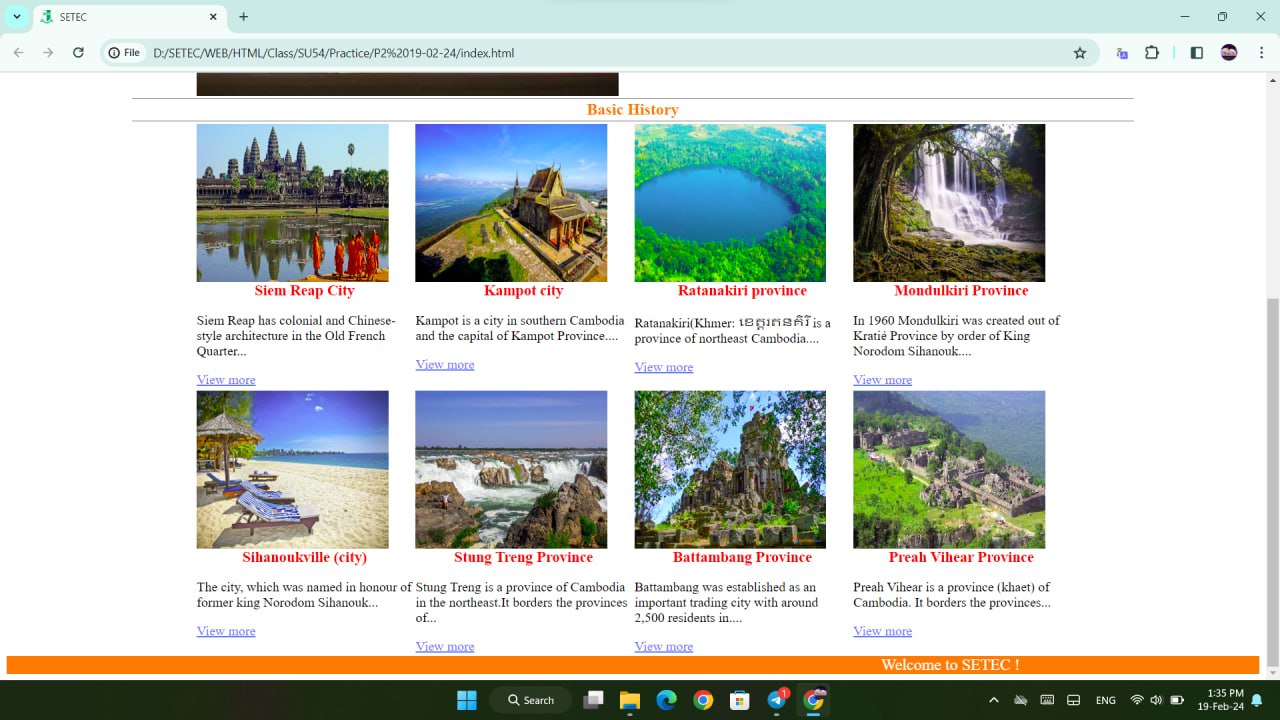 SETEC
File
D:/SETEC/WEB/HTML/Class/SU54/Practice/P2%2019-02-24/index.html
Basic History
Siem Reap City
Siem Reap has colonial and Chinese-
style architecture in the Old French
Quarter...
View more
Kampot city
Kampot is a city in southern Cambodia
and the capital of Kampot Province....
View more
Ratanakiri province
Ratanakiri(Khmer: ខេត្តរតនគិរី is a
province of northeast Cambodia....
View more
Mondulkiri Province
In 1960 Mondulkiri was created out of
Kratié Province by order of King
Norodom Sihanouk....
View more
Sihanoukville (city)
The city, which was named in honour of
former king Norodom Sihanouk...
View more
Stung Treng Province
Stung Treng is a province of Cambodia
in the northeast.It borders the provinces
of...
View more
Battambang Province
Battambang was established as an
important trading city with around
2,500 residents in....
View more
Preah Vihear Province
Preah Vihear is a province (khaet) of
Cambodia. It borders the provinces...
View more
Welcome to SETEC !
Search
1
ENG
1:35 PM
19-Feb-24